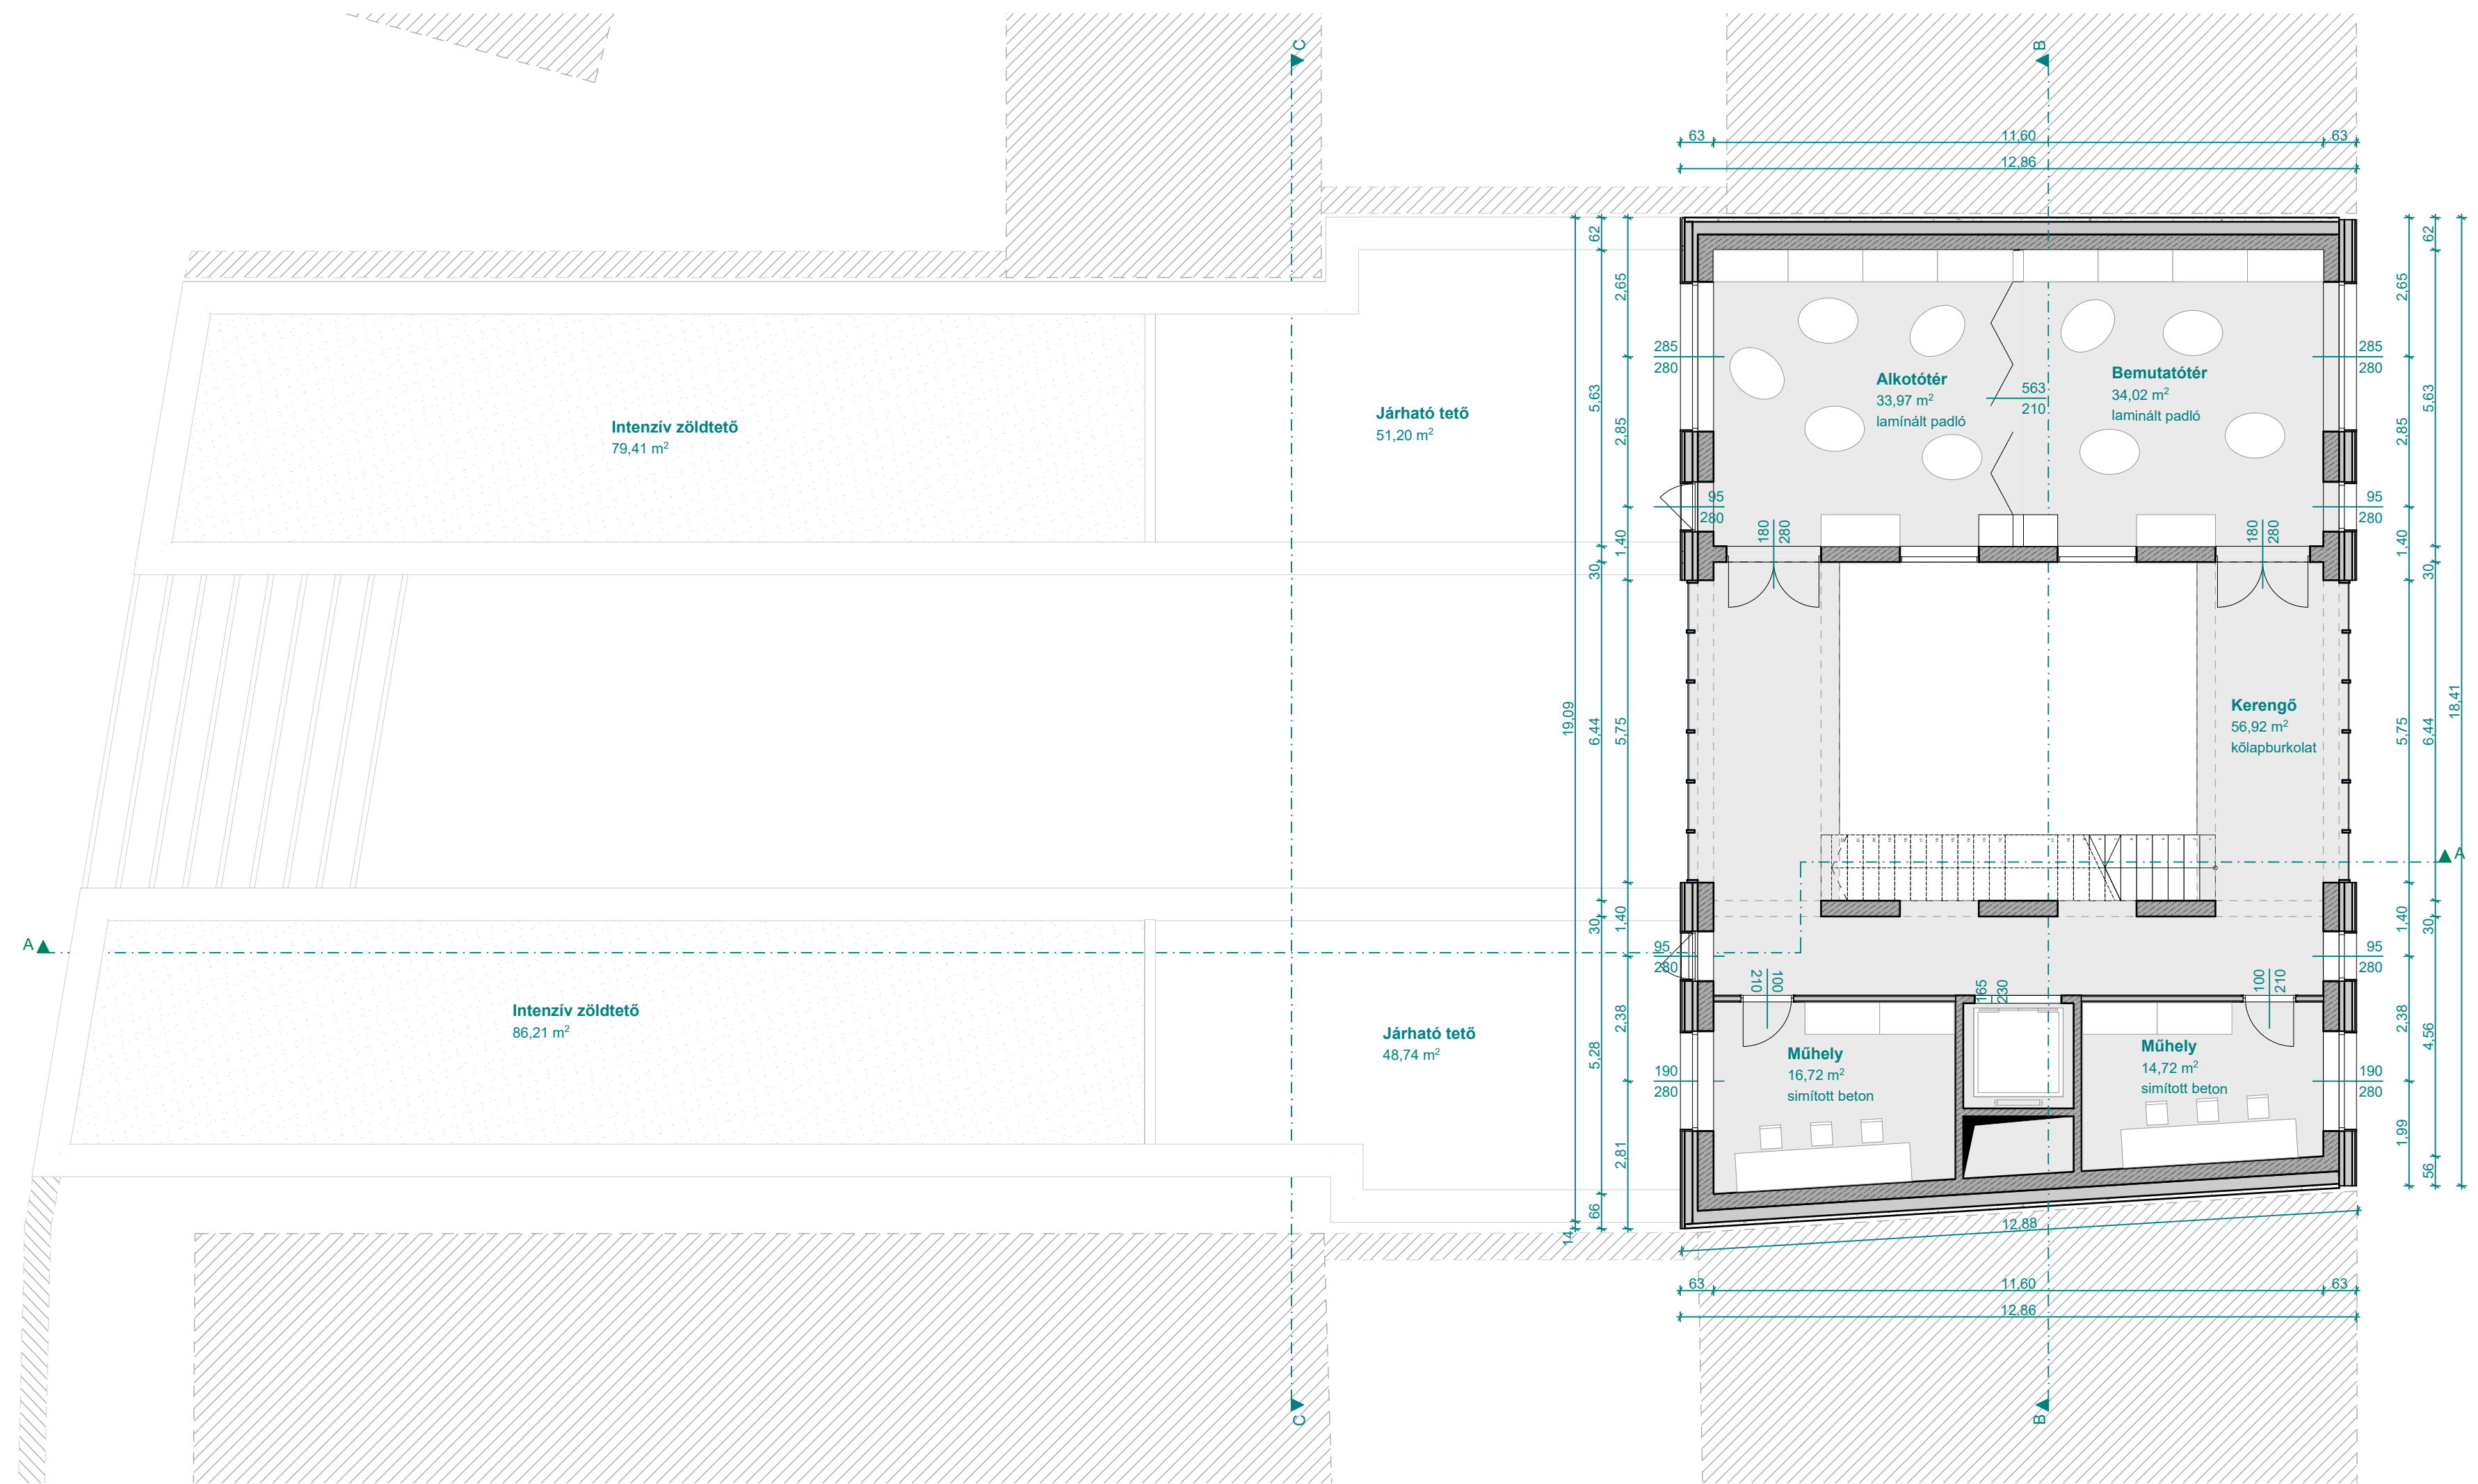 C
B
63
11,60
63
12,86
62
2,65
5,63
2,85
1,40
30
19,09
6,44
5,75
1,40
30
2,38
5,28
2,81
66
14
62
2,65
5,63
2,85
1,40
30
18,41
5,75
6,44
1,40
30
2,38
4,56
1,99
56
285
280
285
280
Alkotótér
33,97 m²
lamínált padló
563
210
Bemutatótér
34,02 m²
laminált padló
95
280
95
280
180
280
180
280
Intenzív zöldtető
79,41 m²
Járható tető
51,20 m²
Kerengő
56,92 m²
kőlapburkolat
A
A
95
280
95
280
100
210
165
230
100
210
Intenzív zöldtető
86,21 m²
Járható tető
48,74 m²
Műhely
16,72 m²
simított beton
Műhely
14,72 m²
simított beton
190
280
190
280
12,88
63
11,60
63
12,86
C
B